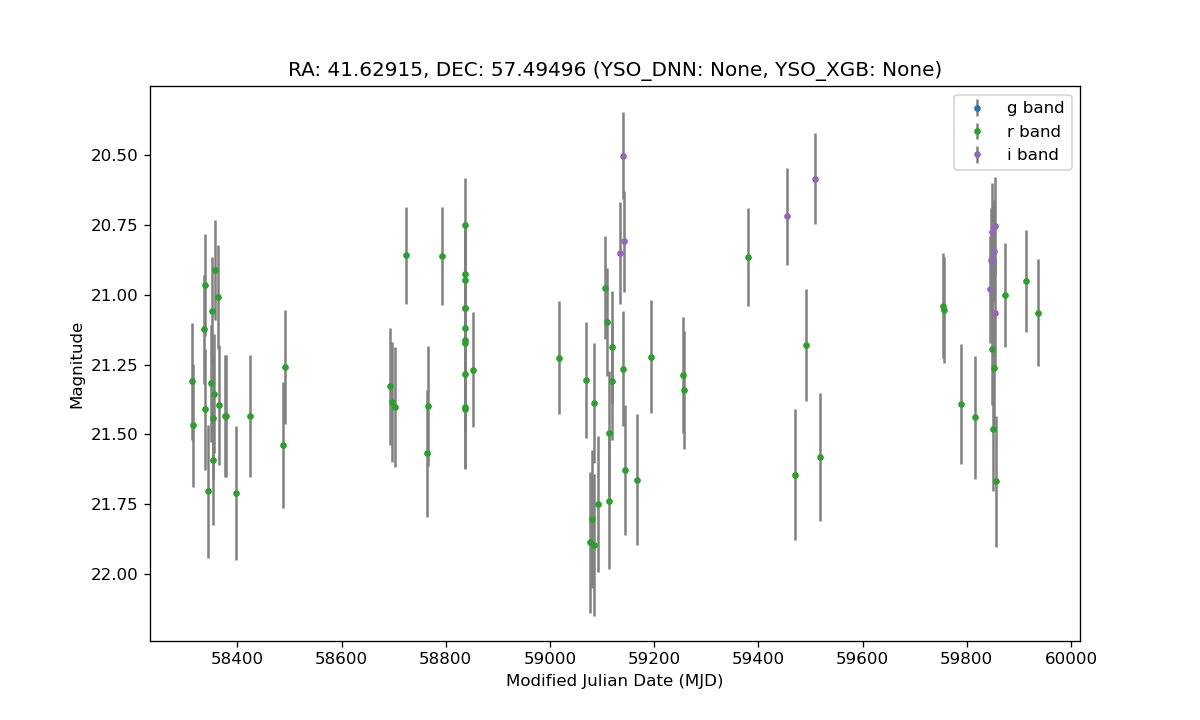 RA: 41.62915, DEC: 57.49496 (YSO_DNN: None, YSO_XGB: None)
g band
r band
i band
20.50
20.75
21.00
21.25
21.50
21.75
22.00
Magnitude
58400 58600 58800 59000 59200 59400 59600 59800 60000
Modified Julian Date (MJD)